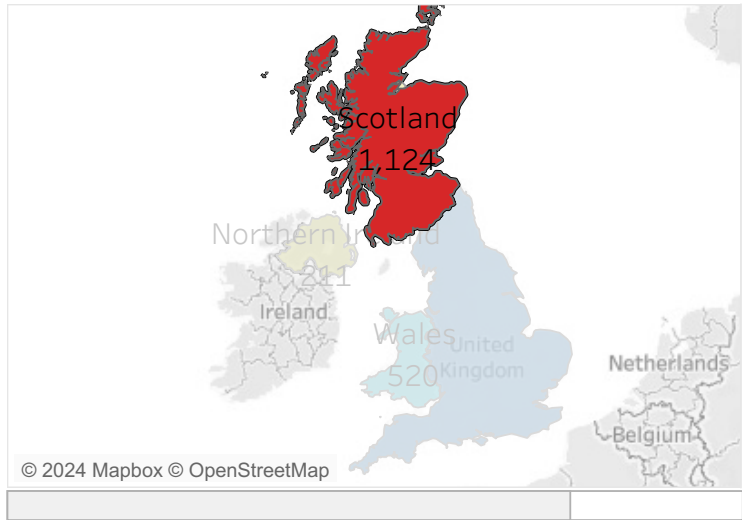 Scotland
1,124
Northern Ireland
211
Ireland
Wales
520
United
Kingdom
Netherlands
Belgium
© 2024 Mapbox © OpenStreetMap